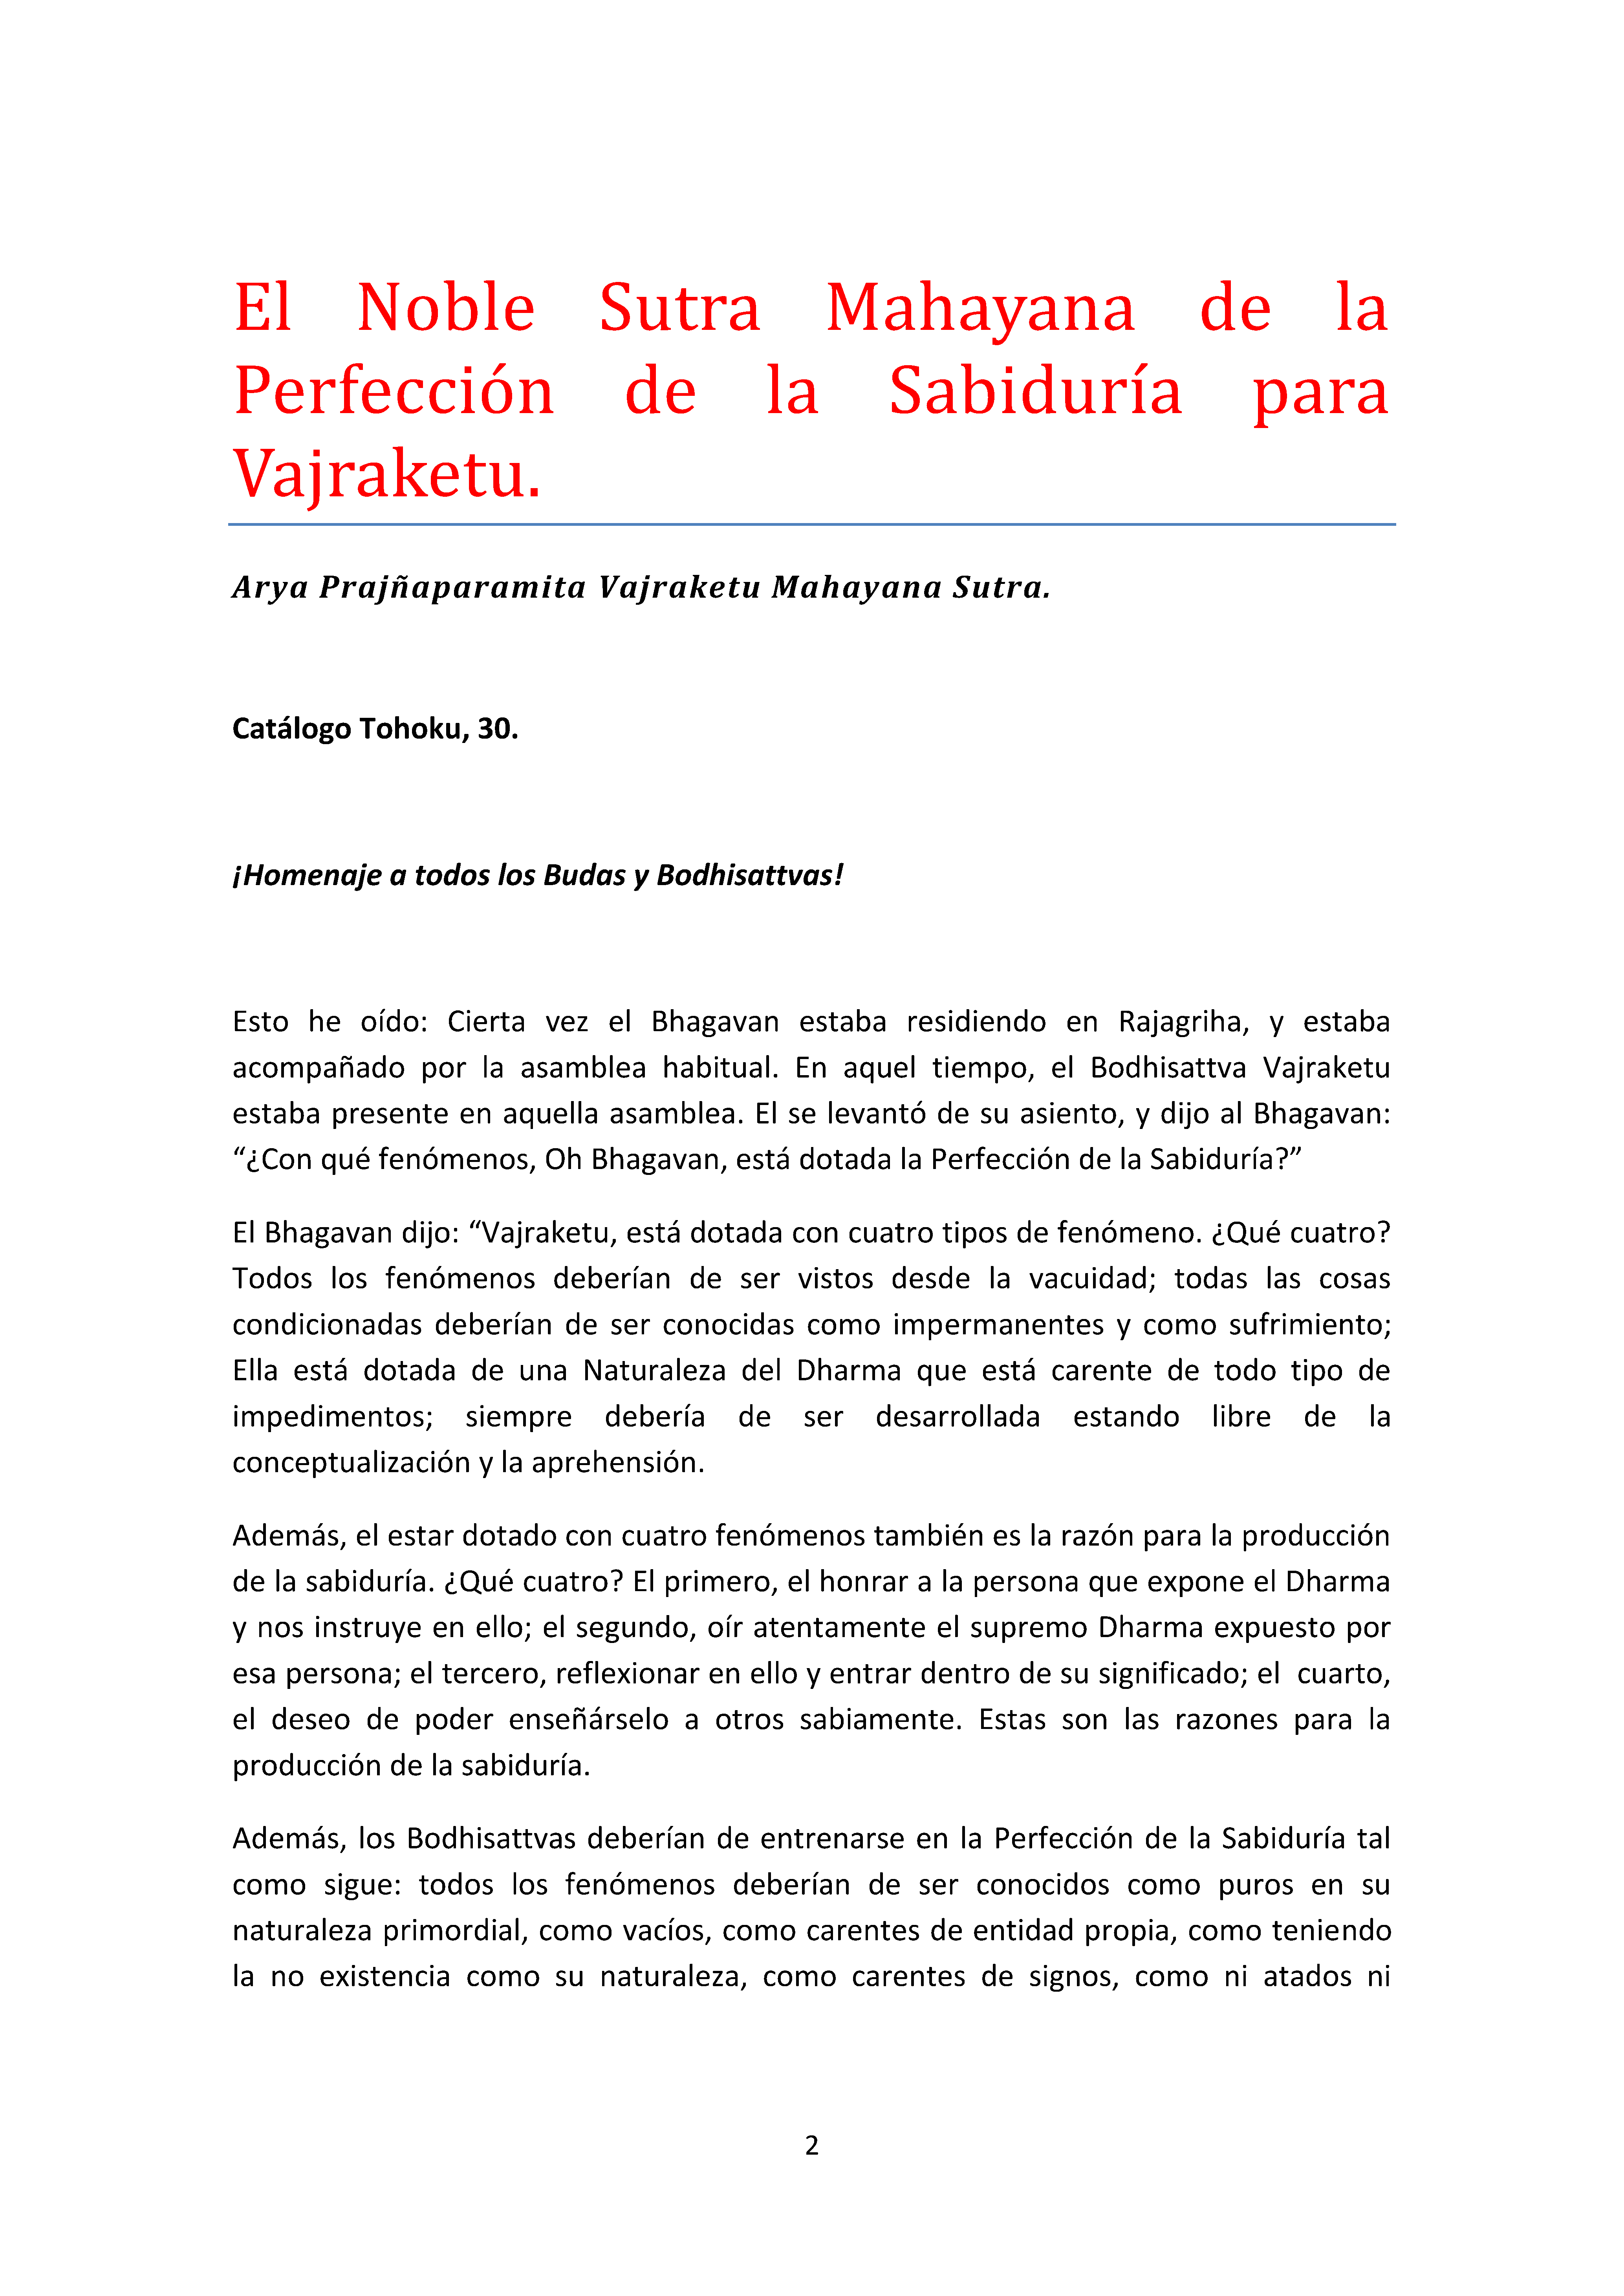 El Noble Sutra Mahayana de la
Perfección de la Sabiduría para
Vajraketu.
Arya Prajñaparamita Vajraketu Mahayana Sutra.
Catálogo Tohoku, 30.
¡Homenaje a todos los Budas y Bodhisattvas!
Esto he oído: Cierta vez el Bhagavan estaba residiendo en Rajagriha, y estaba
acompañado por la asamblea habitual. En aquel tiempo, el Bodhisattva Vajraketu
estaba presente en aquella asamblea. El se levantó de su asiento, y dijo al Bhagavan:
“¿Con qué fenómenos, Oh Bhagavan, está dotada la Perfección de la Sabiduría?”
El Bhagavan dijo: “Vajraketu, está dotada con cuatro tipos de fenómeno. ¿Qué cuatro?
Todos los fenómenos deberían de ser vistos desde la vacuidad; todas las cosas
condicionadas deberían de ser conocidas como impermanentes y como sufrimiento;
Ella está dotada de una Naturaleza del Dharma que está carente de todo tipo de
impedimentos; siempre debería de ser desarrollada estando libre de la
conceptualización y la aprehensión.
Además, el estar dotado con cuatro fenómenos también es la razón para la producción
de la sabiduría. ¿Qué cuatro? El primero, el honrar a la persona que expone el Dharma
y nos instruye en ello; el segundo, oír atentamente el supremo Dharma expuesto por
esa persona; el tercero, reflexionar en ello y entrar dentro de su significado; el cuarto,
el deseo de poder enseñárselo a otros sabiamente. Estas son las razones para la
producción de la sabiduría.
Además, los Bodhisattvas deberían de entrenarse en la Perfección de la Sabiduría tal
como sigue: todos los fenómenos deberían de ser conocidos como puros en su
naturaleza primordial, como vacíos, como carentes de entidad propia, como teniendo
la no existencia como su naturaleza, como carentes de signos, como ni atados ni
2